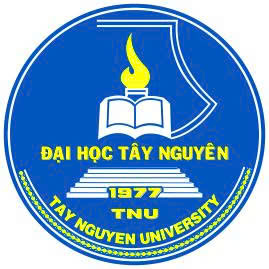 ĐẠI HỌC TÂY NGUYÊN
1977
TNU
TAY NGUYEN UNIVERSITY